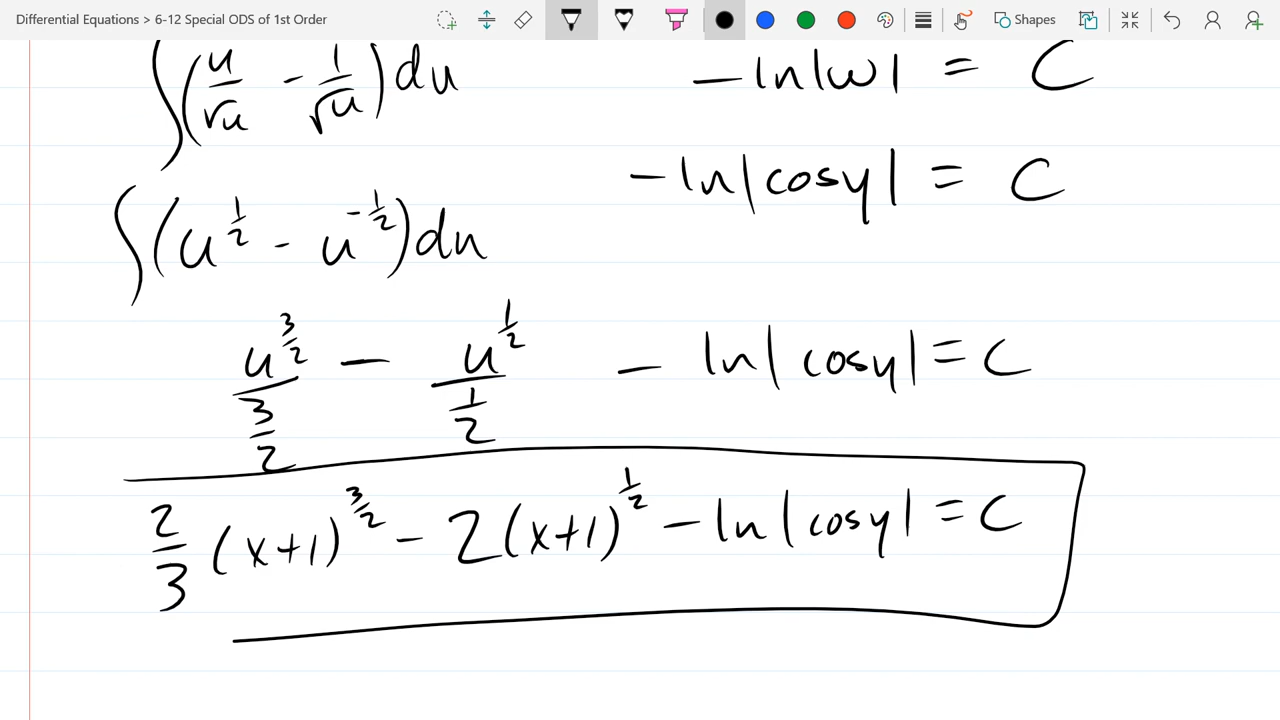 Differential Equations > 6-12 Special ODS of 1st Order
Shapes
∫(u/√u - 1/√u)du
-ln|w| = C
-ln|cosy| = C
∫(u^(1/2) - u^(-1/2))du
u^(3/2)/(3/2) - u^(1/2)/(1/2) - ln|cosy| = C
2/3 (x+1)^(3/2) - 2(x+1)^(1/2) - ln|cosy| = C